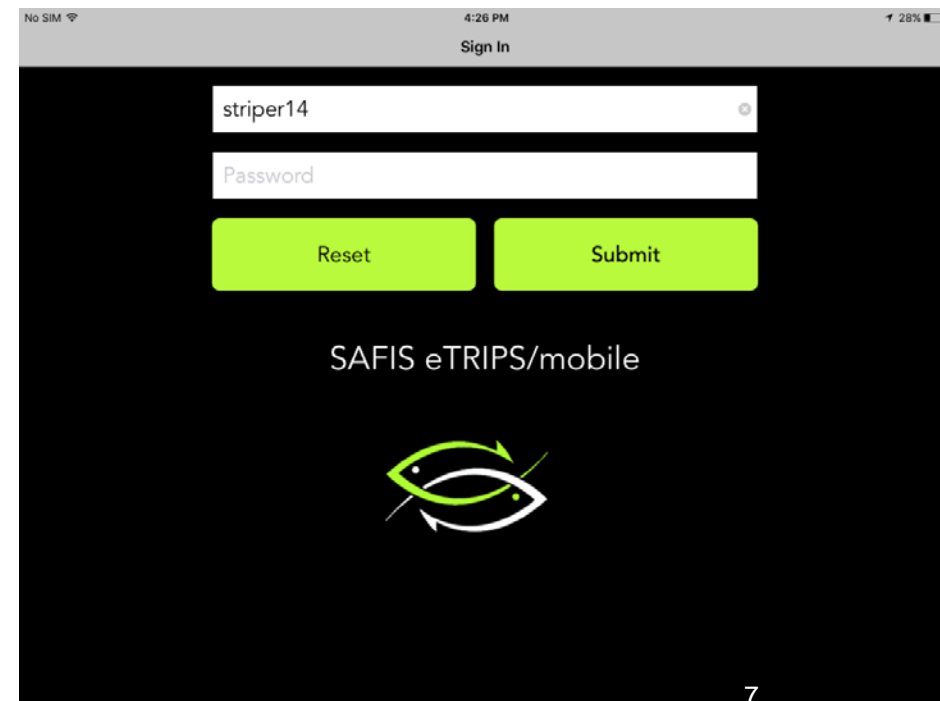 No SIM 4:26 PM 28%
Sign In
striper14
Password
Reset Submit
SAFIS eTRIPS/mobile
7